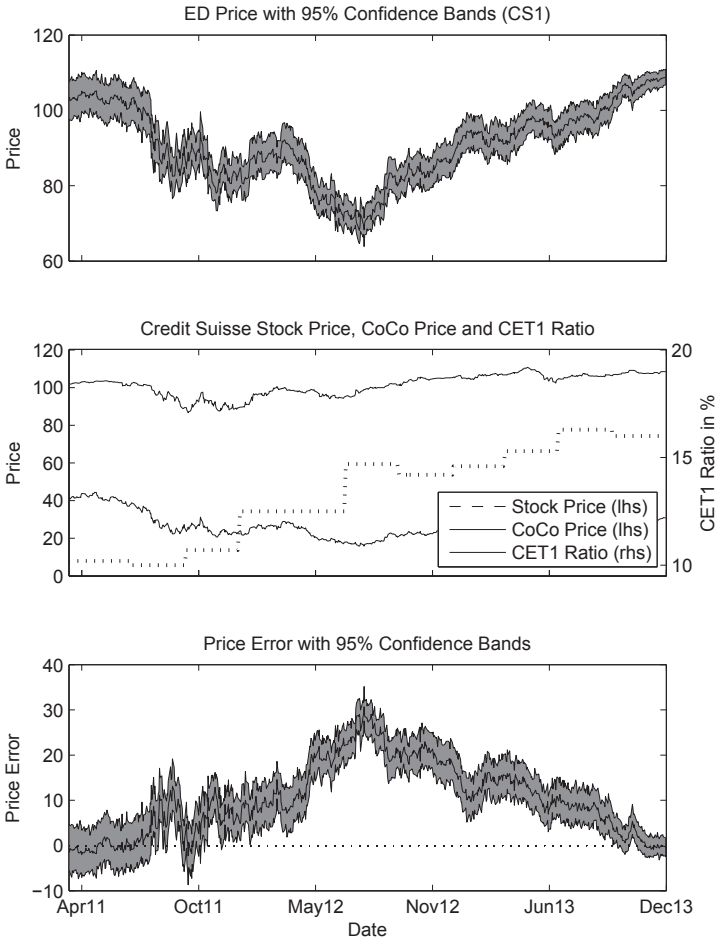 ED Price with 95% Confidence Bands (CS1)
120
100
80
60
Price
Credit Suisse Stock Price, CoCo Price and CET1 Ratio
120
100
80
60
40
20
0
Price
20
15
10
CET1 Ratio in %
Stock Price (lhs)
CoCo Price (lhs)
CET1 Ratio (rhs)
Price Error with 95% Confidence Bands
40
30
20
10
0
−10
Price Error
Apr11 Oct11 May12 Nov12 Jun13 Dec13
Date